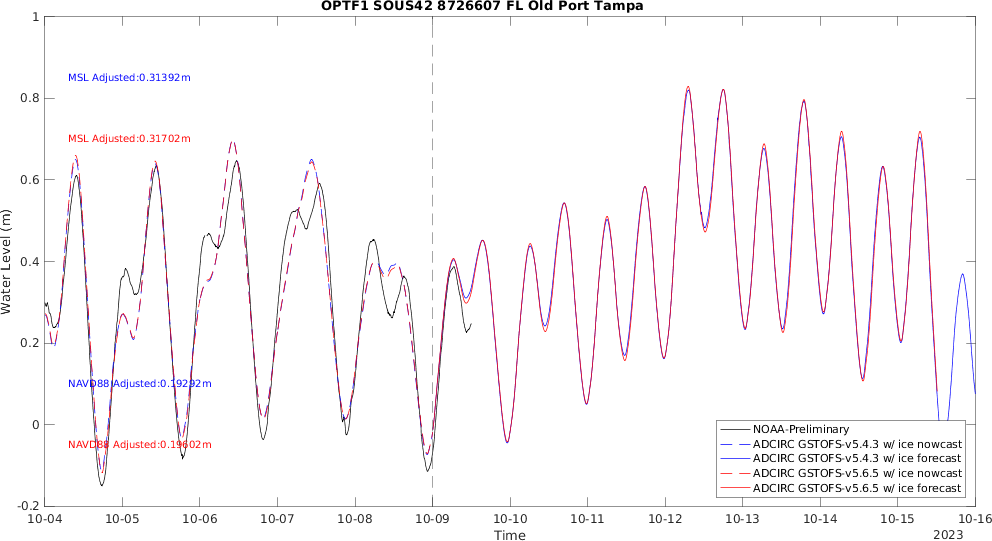 OPTF1 SOUS42 8726607 FL Old Port Tampa
Water Level (m)
1
0.8
0.6
0.4
0.2
0
-0.2
MSL Adjusted:0.31392m
MSL Adjusted:0.31702m
NAVD88 Adjusted:0.19292m
NAVD88 Adjusted:0.19602m
NOAA-Preliminary
ADCIRC GSTOFS-v5.4.3 w/ ice nowcast
ADCIRC GSTOFS-v5.4.3 w/ ice forecast
ADCIRC GSTOFS-v5.6.5 w/ ice nowcast
ADCIRC GSTOFS-v5.6.5 w/ ice forecast
10-04 10-05 10-06 10-07 10-08 10-09 10-10 10-11 10-12 10-13 10-14 10-15 10-16
Time
2023